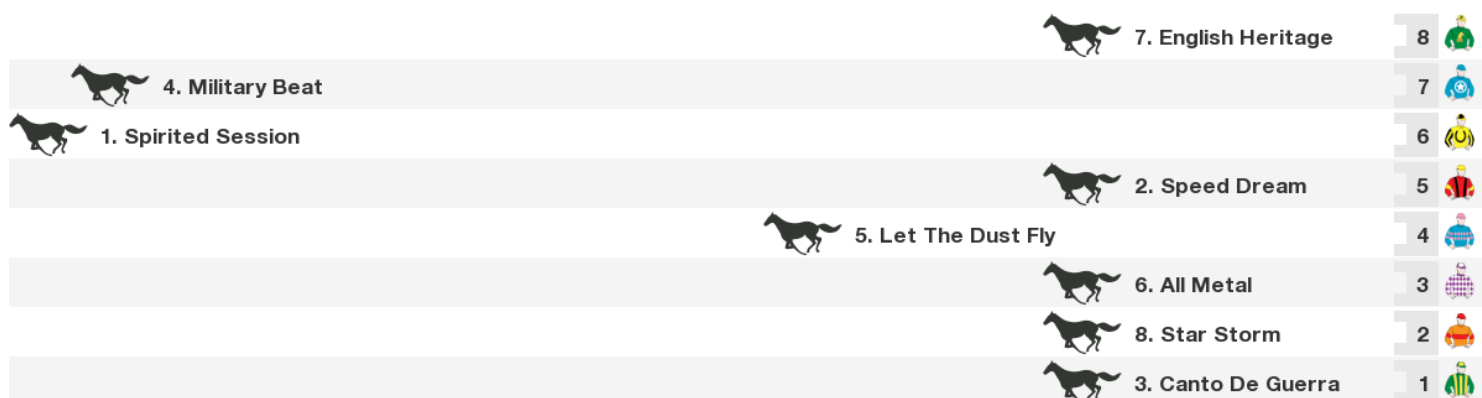 7. English Heritage 8
4. Military Beat 7
1. Spirited Session 6
2. Speed Dream 5
5. Let The Dust Fly 4
6. All Metal 3
8. Star Storm 2
3. Canto De Guerra 1